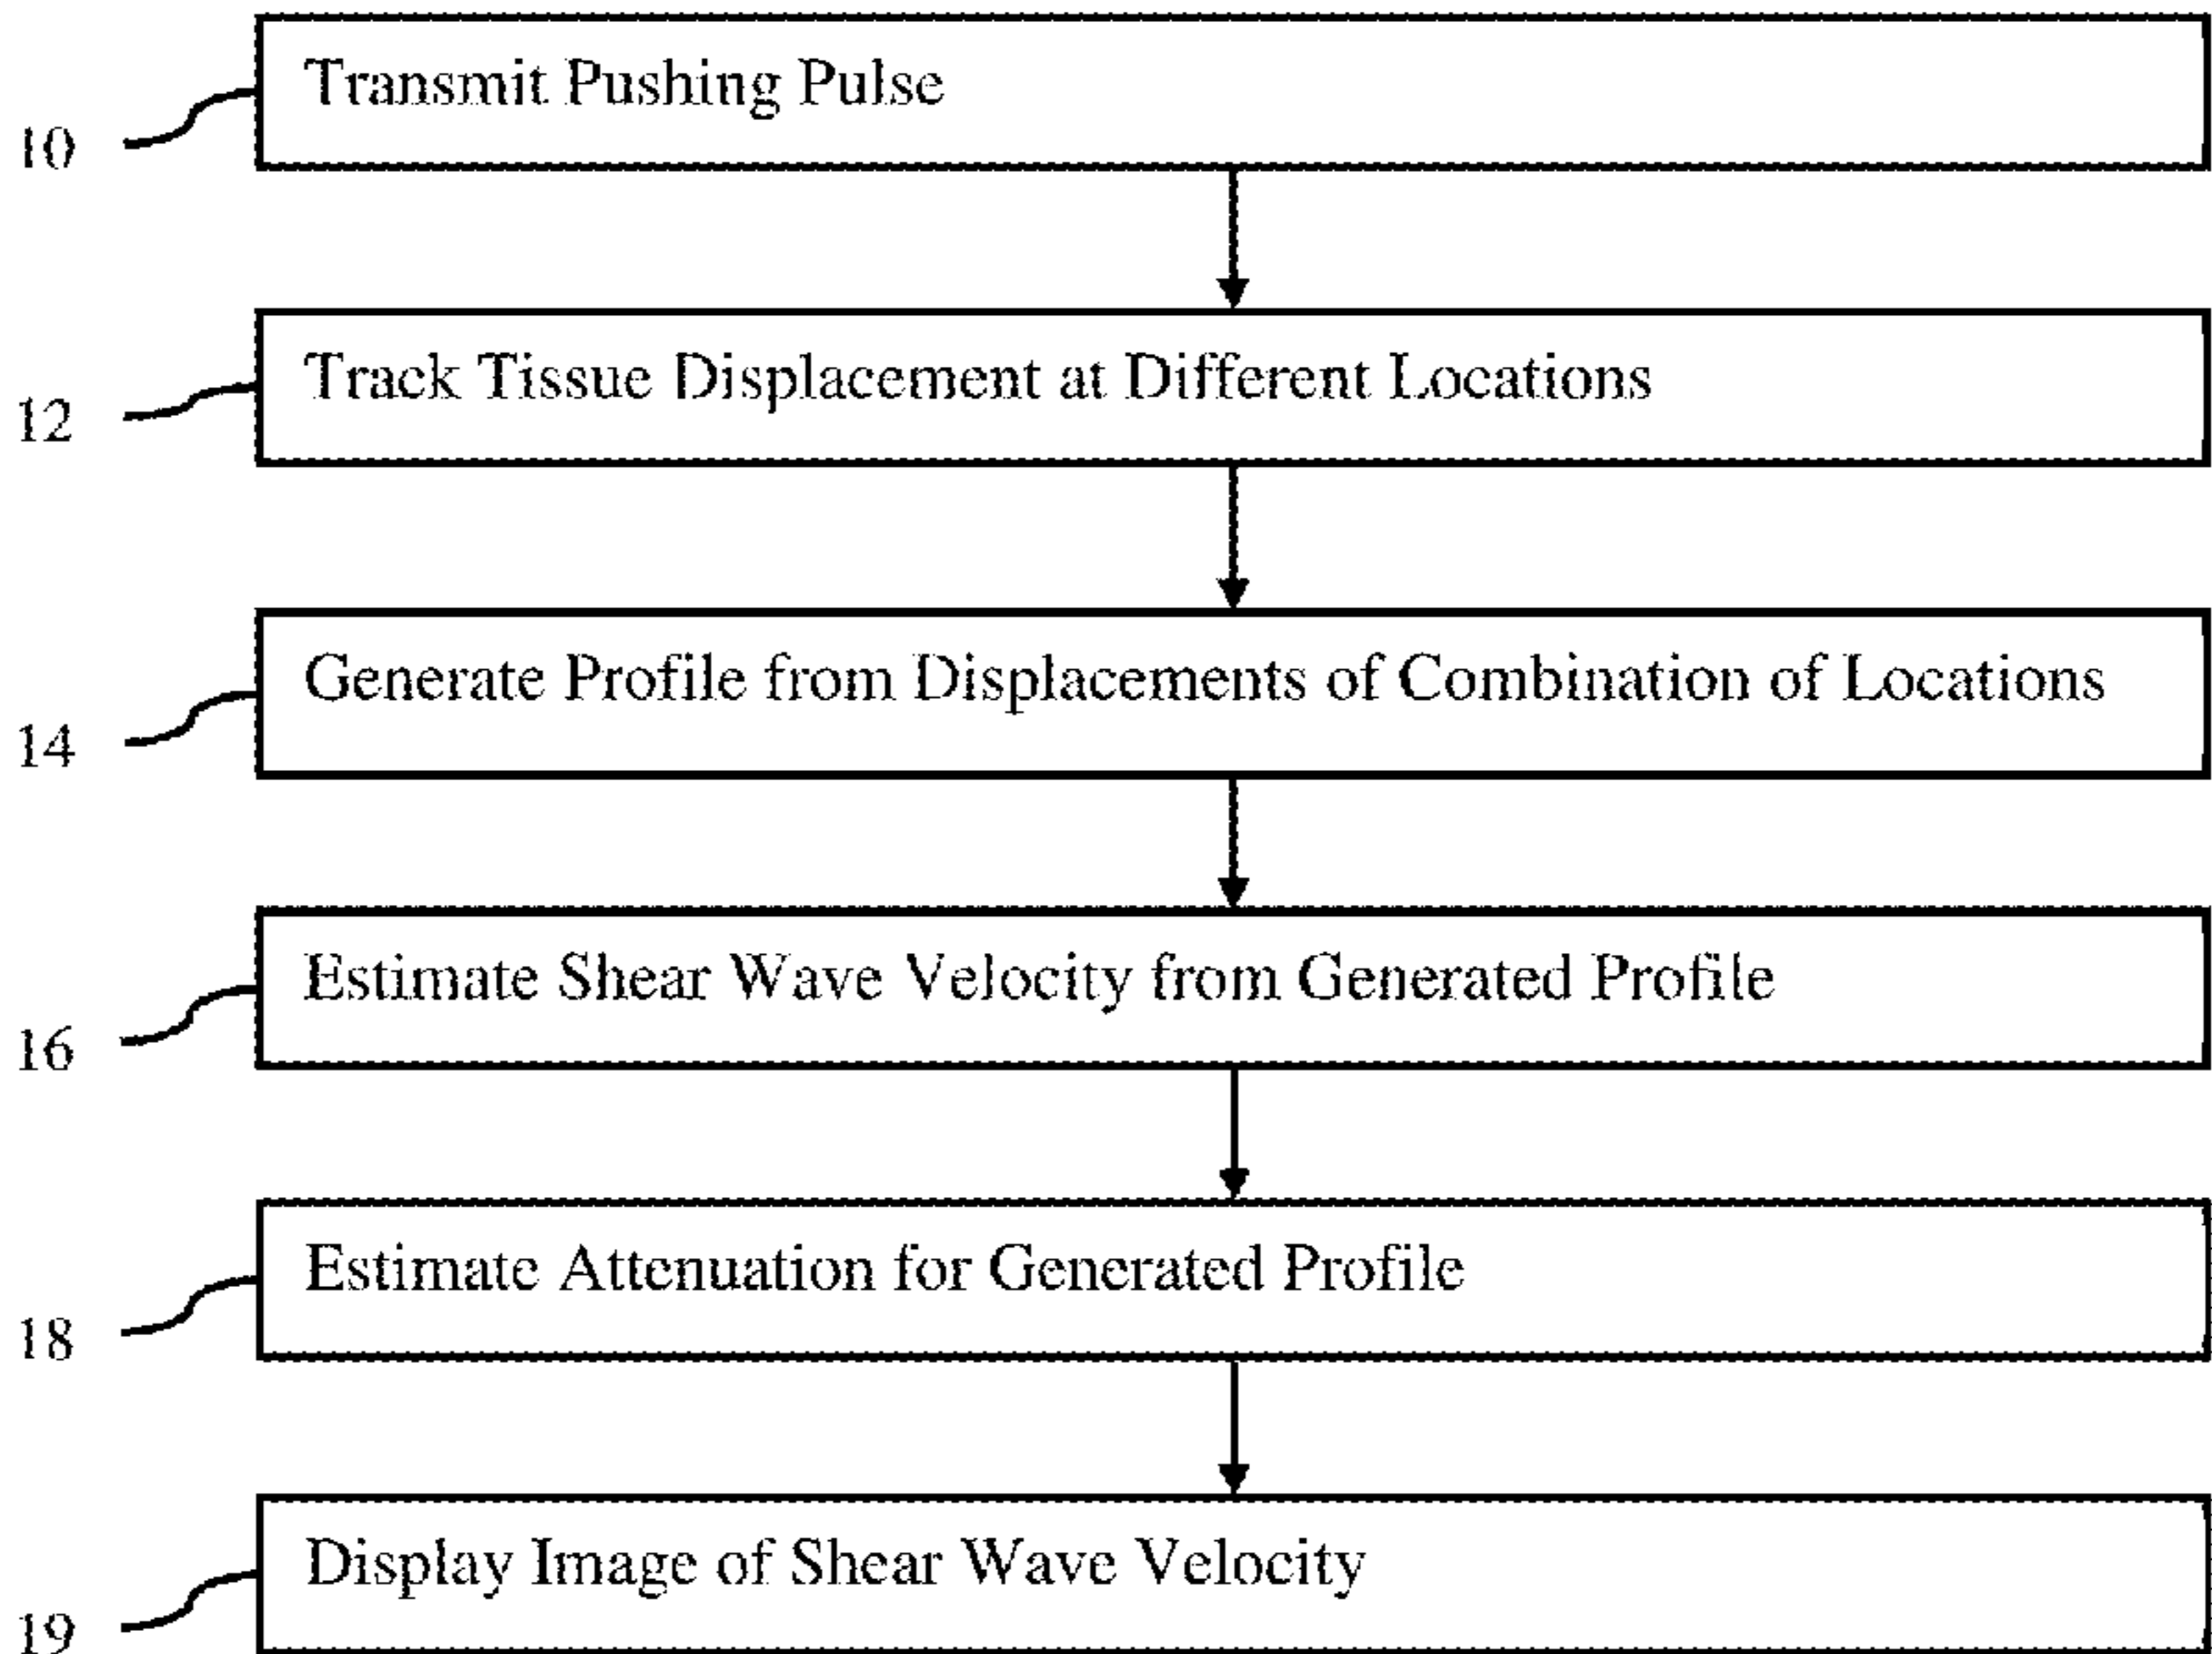 Transmit Pushing Pulse
10
Track Tissue Displacement at Different Locations
12
Generate Profile from Displacements of Combination of Locations
14
Estimate Shear Wave Velocity from Generated Profile
16
Estimate Attenuation for Generated Profile
18
Display Image of Shear Wave Velocity
19